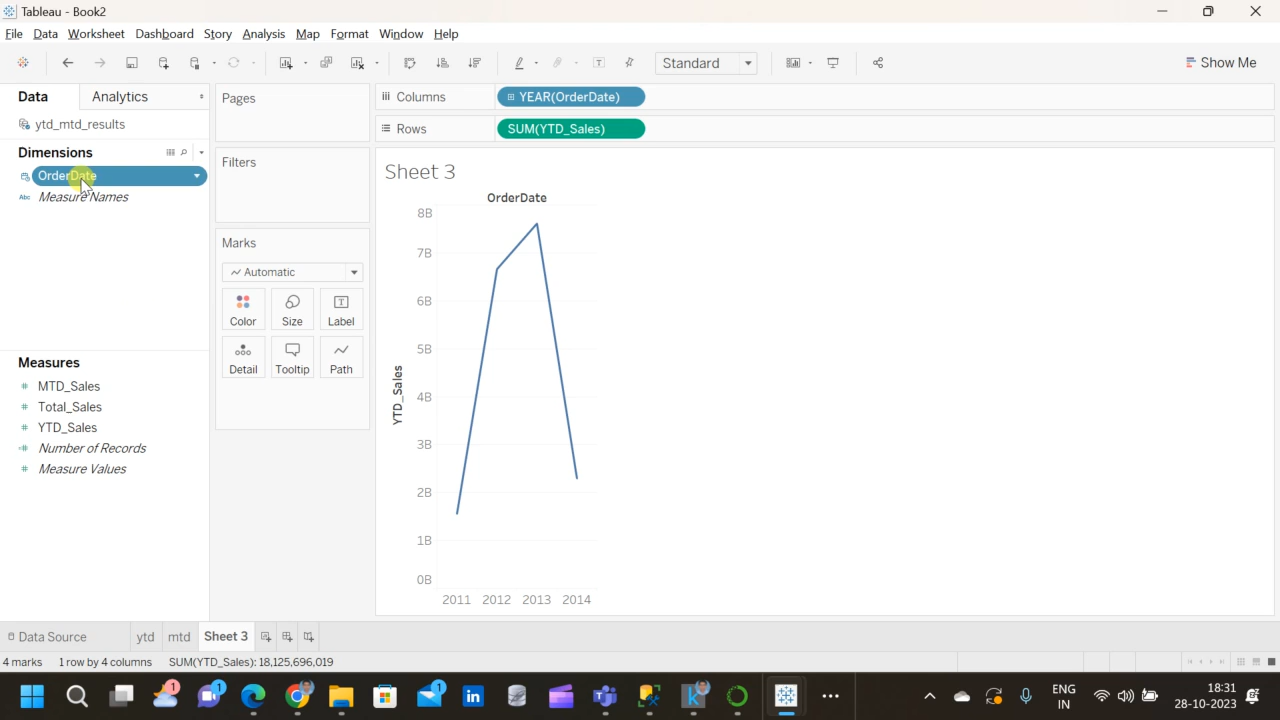 Tableau - Book2
File Data Worksheet Dashboard Story Analysis Map Format Window Help
Standard
Show Me
Data Analytics
ytd_mtd_results
Dimensions
OrderDate
Abc Measure Names
Measures
MTD_Sales
Total_Sales
YTD_Sales
Number of Records
Measure Values
Pages
Filters
Marks
Automatic
Color Size Label
Detail Tooltip Path
Columns YEAR(OrderDate)
Rows SUM(YTD_Sales)
Sheet 3
OrderDate
8B
7B
6B
5B
4B
3B
2B
1B
0B
YTD_Sales
2011 2012 2013 2014
Data Source ytd mtd Sheet 3
4 marks 1 row by 4 columns SUM(YTD_Sales): 18,125,696,019
1
1
1
ENG
IN
18:31
28-10-2023